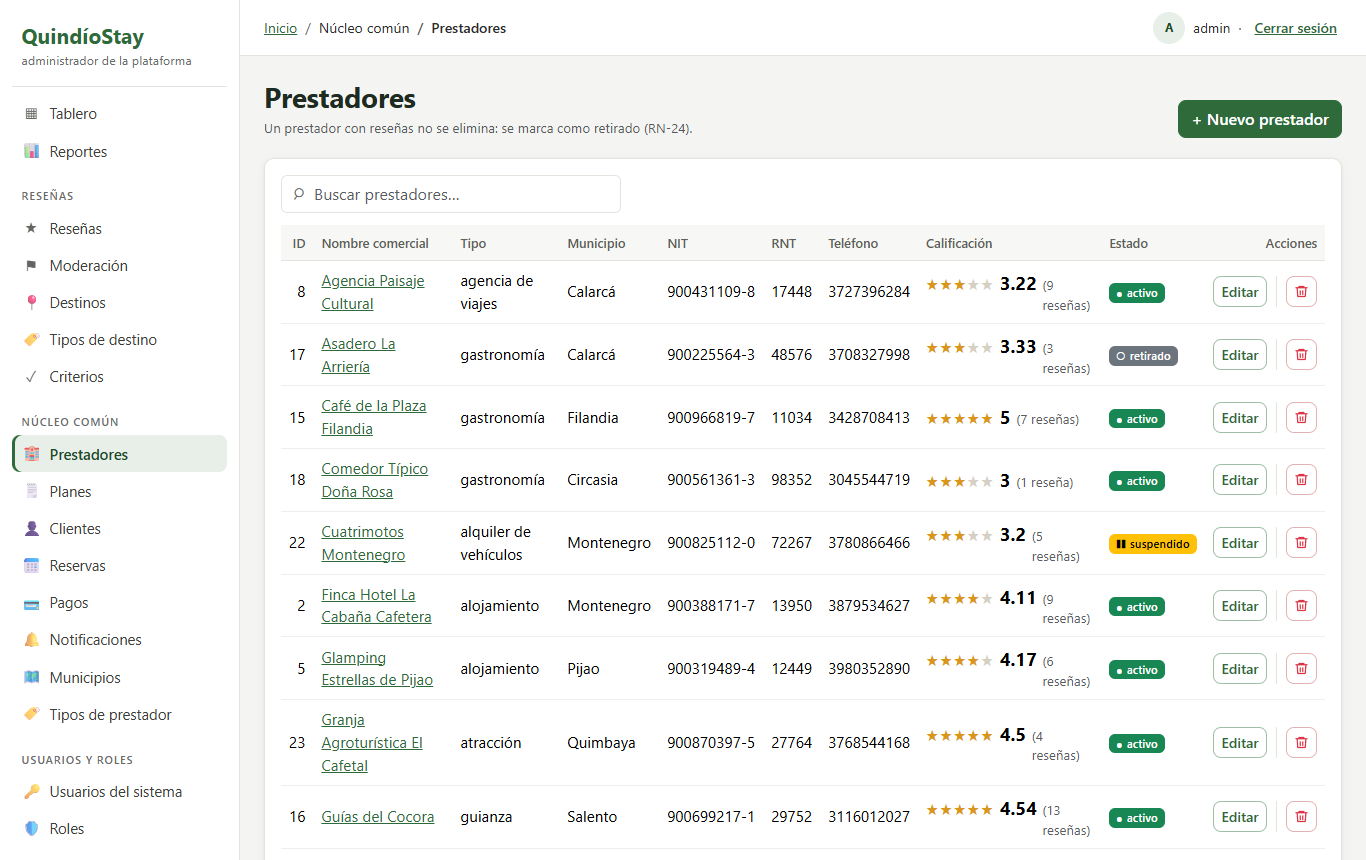 QuindíoStay
administrador de la plataforma
Tablero
Reportes
RESEÑAS
Reseñas
Moderación
Destinos
Tipos de destino
Criterios
NÚCLEO COMÚN
Prestadores
Planes
Clientes
Reservas
Pagos
Notificaciones
Municipios
Tipos de prestador
USUARIOS Y ROLES
Usuarios del sistema
Roles
Inicio / Núcleo común / Prestadores
A admin · Cerrar sesión
Prestadores
Un prestador con reseñas no se elimina: se marca como retirado (RN-24).
+ Nuevo prestador
Buscar prestadores...
ID Nombre comercial Tipo Municipio NIT RNT Teléfono Calificación Estado Acciones
8 Agencia Paisaje Cultural agencia de viajes Calarcá 900431109-8 17448 3727396284 ★★★★★ 3.22 (9 reseñas) activo Editar
17 Asadero La Arriería gastronomía Calarcá 900225564-3 48576 3708327998 ★★★★★ 3.33 (3 reseñas) retirado Editar
15 Café de la Plaza Filandia gastronomía Filandia 900966819-7 11034 3428708413 ★★★★★ 5 (7 reseñas) activo Editar
18 Comedor Típico Doña Rosa gastronomía Circasia 900561361-3 98352 3045544719 ★★★★★ 3 (1 reseña) activo Editar
22 Cuatrimotos Montenegro alquiler de vehículos Montenegro 900825112-0 72267 3780866466 ★★★★★ 3.2 (5 reseñas) suspendido Editar
2 Finca Hotel La Cabaña Cafetera alojamiento Montenegro 900388171-7 13950 3879534627 ★★★★★ 4.11 (9 reseñas) activo Editar
5 Glamping Estrellas de Pijao alojamiento Pijao 900319489-4 12449 3980352890 ★★★★★ 4.17 (6 reseñas) activo Editar
23 Granja Agroturística El Cafetal atracción Quimbaya 900870397-5 27764 3768544168 ★★★★★ 4.5 (4 reseñas) activo Editar
16 Guías del Cocora guianza Salento 900699217-1 29752 3116012027 ★★★★★ 4.54 (13 reseñas) activo Editar